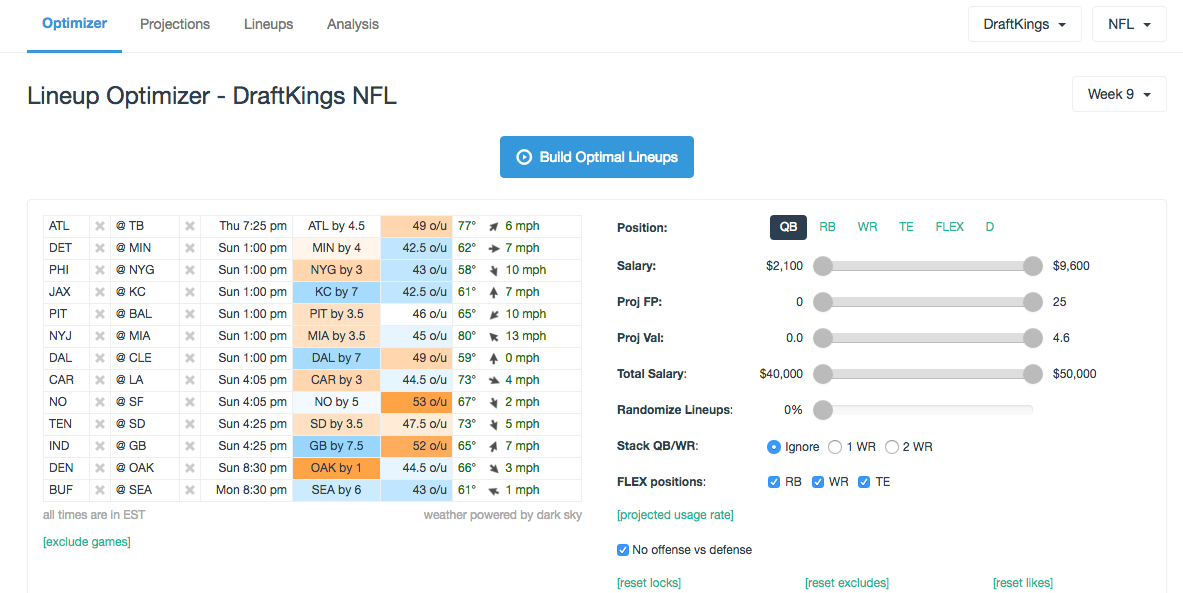 Optimizer Projections Lineups Analysis DraftKings NFL
Lineup Optimizer - DraftKings NFL Week 9
Build Optimal Lineups
ATL @ TB Thu 7:25 pm ATL by 4.5 49 o/u 77° 6 mph
DET @ MIN Sun 1:00 pm MIN by 4 42.5 o/u 62° 7 mph
PHI @ NYG Sun 1:00 pm NYG by 3 43 o/u 58° 10 mph
JAX @ KC Sun 1:00 pm KC by 7 42.5 o/u 61° 7 mph
PIT @ BAL Sun 1:00 pm PIT by 3.5 46 o/u 65° 10 mph
NYJ @ MIA Sun 1:00 pm MIA by 3.5 45 o/u 80° 13 mph
DAL @ CLE Sun 1:00 pm DAL by 7 49 o/u 59° 0 mph
CAR @ LA Sun 4:05 pm CAR by 3 44.5 o/u 73° 4 mph
NO @ SF Sun 4:05 pm NO by 5 53 o/u 67° 2 mph
TEN @ SD Sun 4:25 pm SD by 3.5 47.5 o/u 73° 5 mph
IND @ GB Sun 4:25 pm GB by 7.5 52 o/u 65° 7 mph
DEN @ OAK Sun 8:30 pm OAK by 1 44.5 o/u 66° 3 mph
BUF @ SEA Mon 8:30 pm SEA by 6 43 o/u 61° 1 mph
all times are in EST weather powered by dark sky
[exclude games]
Position: QB RB WR TE FLEX D
Salary: $2,100 $9,600
Proj FP: 0 25
Proj Val: 0.0 4.6
Total Salary: $40,000 $50,000
Randomize Lineups: 0%
Stack QB/WR: Ignore 1 WR 2 WR
FLEX positions: RB WR TE
[projected usage rate]
No offense vs defense
[reset locks] [reset excludes] [reset likes]